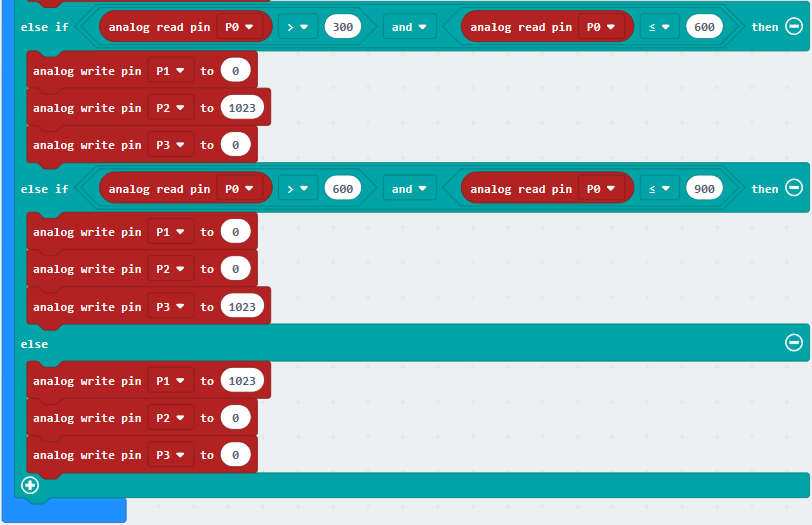 else if analog read pin P0 > 300 and analog read pin P0 ≤ 600 then
analog write pin P1 to 0
analog write pin P2 to 1023
analog write pin P3 to 0
else if analog read pin P0 > 600 and analog read pin P0 ≤ 900 then
analog write pin P1 to 0
analog write pin P2 to 0
analog write pin P3 to 1023
else
analog write pin P1 to 1023
analog write pin P2 to 0
analog write pin P3 to 0